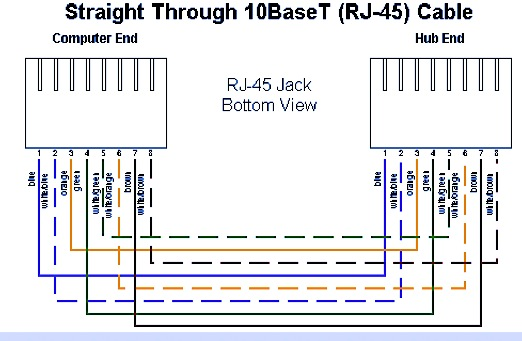 Straight Through 10BaseT (RJ-45) Cable
Computer End
Hub End
RJ-45 Jack
Bottom View
1 2 3 4 5 6 7 8
1 2 3 4 5 6 7 8
blue
white/blue
orange
green
white/green
white/orange
brown
white/brown
blue
white/blue
orange
green
white/green
white/orange
brown
white/brown